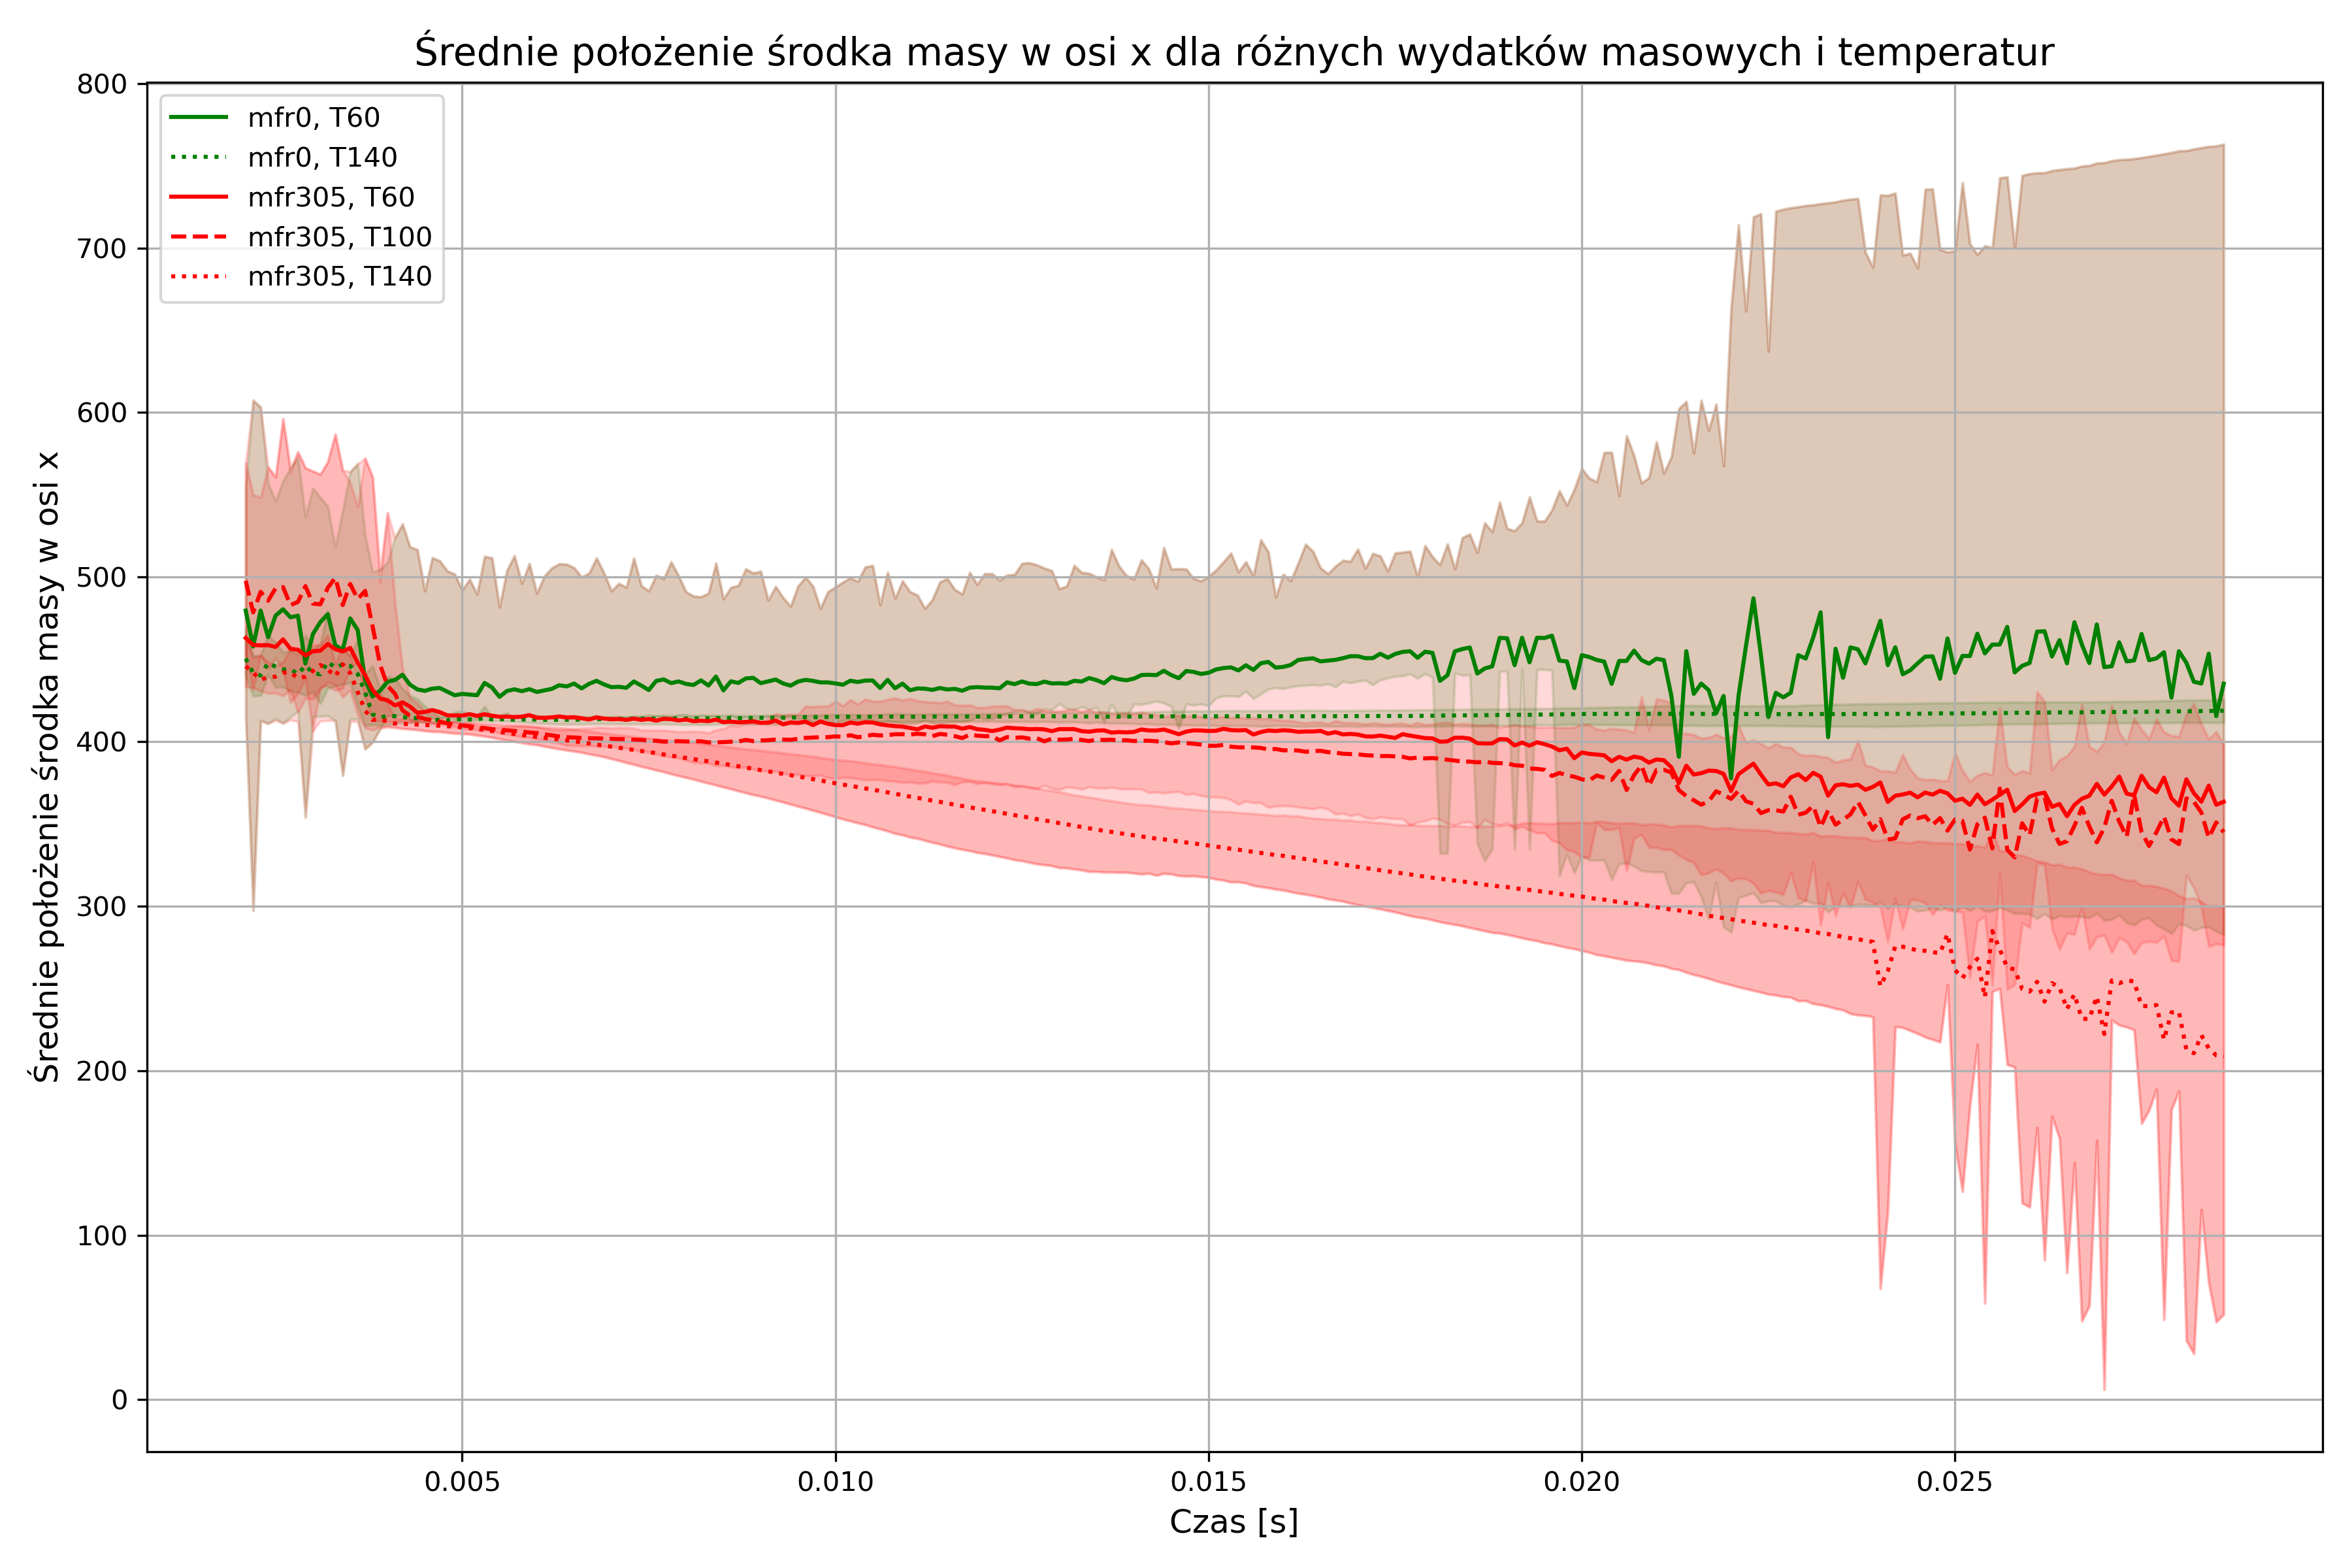 Średnie położenie środka masy w osi x dla różnych wydatków masowych i temperatur
mfr0, T60
mfr0, T140
mfr305, T60
mfr305, T100
mfr305, T140
Średnie położenie środka masy w osi x
800
700
600
500
400
300
200
100
0
0.005 0.010 0.015 0.020 0.025
Czas [s]